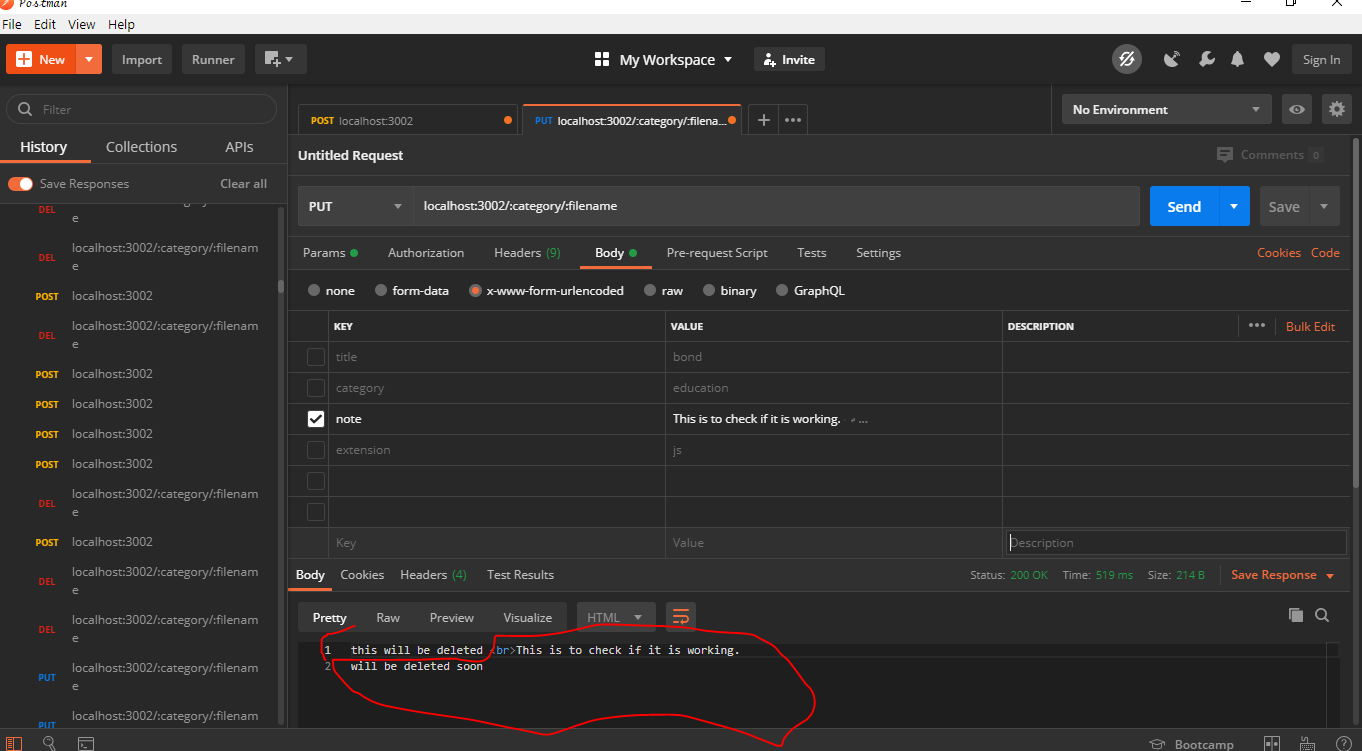 Postman
File Edit View Help
New Import Runner My Workspace Invite Sign In
Filter
History Collections APIs
Save Responses Clear all
DEL e
DEL localhost:3002/:category/:filenam
e
POST localhost:3002
DEL localhost:3002/:category/:filenam
e
POST localhost:3002
POST localhost:3002
POST localhost:3002
POST localhost:3002
DEL localhost:3002/:category/:filenam
e
POST localhost:3002
DEL localhost:3002/:category/:filenam
e
DEL localhost:3002/:category/:filenam
e
PUT localhost:3002/:category/:filenam
e
PUT localhost:3002/:category/:filenam
POST localhost:3002 PUT localhost:3002/:category/:filena... No Environment
Untitled Request Comments 0
PUT localhost:3002/:category/:filename Send Save
Params Authorization Headers (9) Body Pre-request Script Tests Settings Cookies Code
none form-data x-www-form-urlencoded raw binary GraphQL
KEY VALUE DESCRIPTION Bulk Edit
title bond
category education
note This is to check if it is working. ...
extension js
Key Value Description
Body Cookies Headers (4) Test Results Status: 200 OK Time: 519 ms Size: 214 B Save Response
Pretty Raw Preview Visualize HTML
1 this will be deleted <br>This is to check if it is working.
2 will be deleted soon
Bootcamp